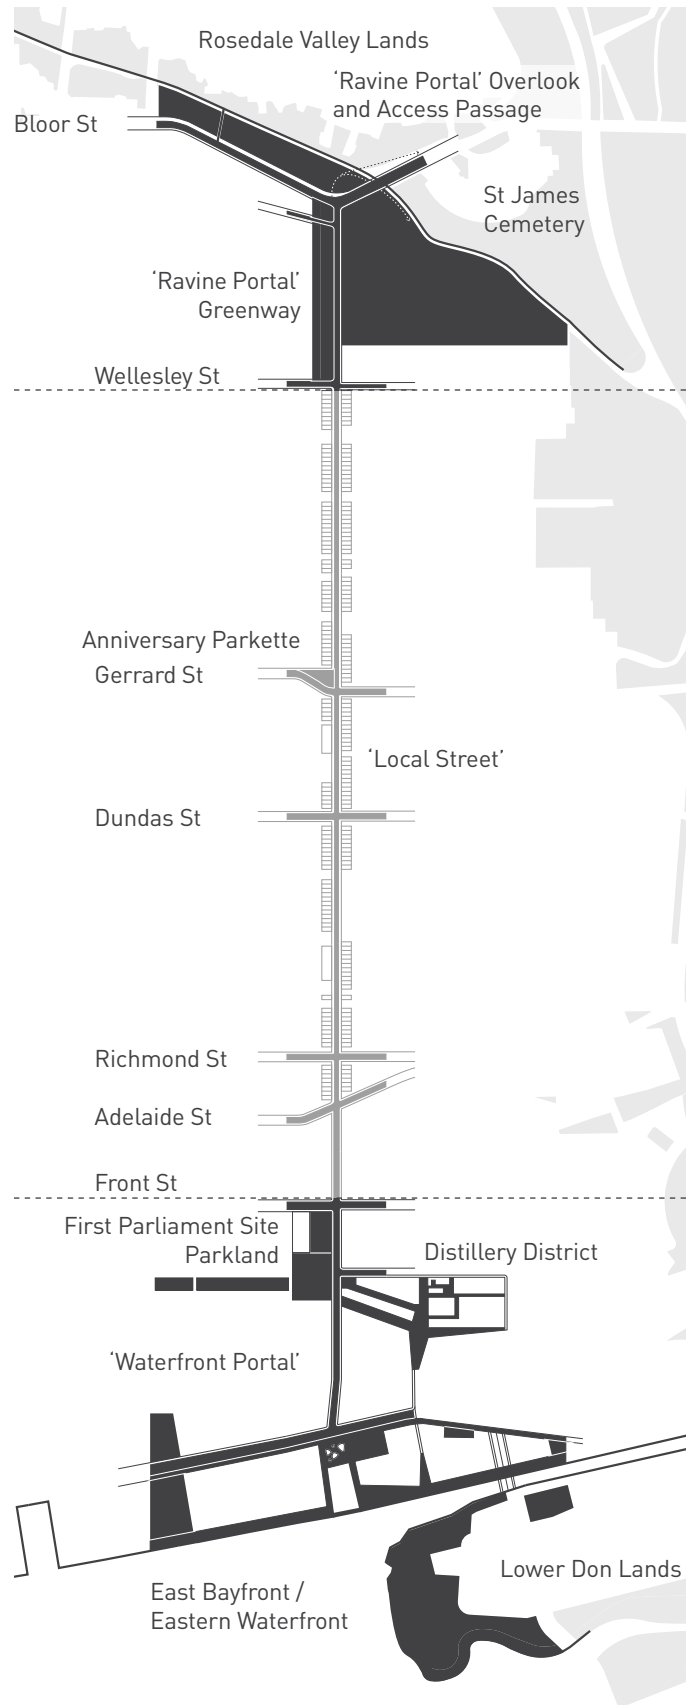 Rosedale Valley Lands
‘Ravine Portal’ Overlook
and Access Passage
Bloor St
St James
Cemetery
‘Ravine Portal’
Greenway
Wellesley St
Anniversary Parkette
Gerrard St
‘Local Street’
Dundas St
Richmond St
Adelaide St
Front St
First Parliament Site
Parkland
Distillery District
‘Waterfront Portal’
Lower Don Lands
East Bayfront /
Eastern Waterfront